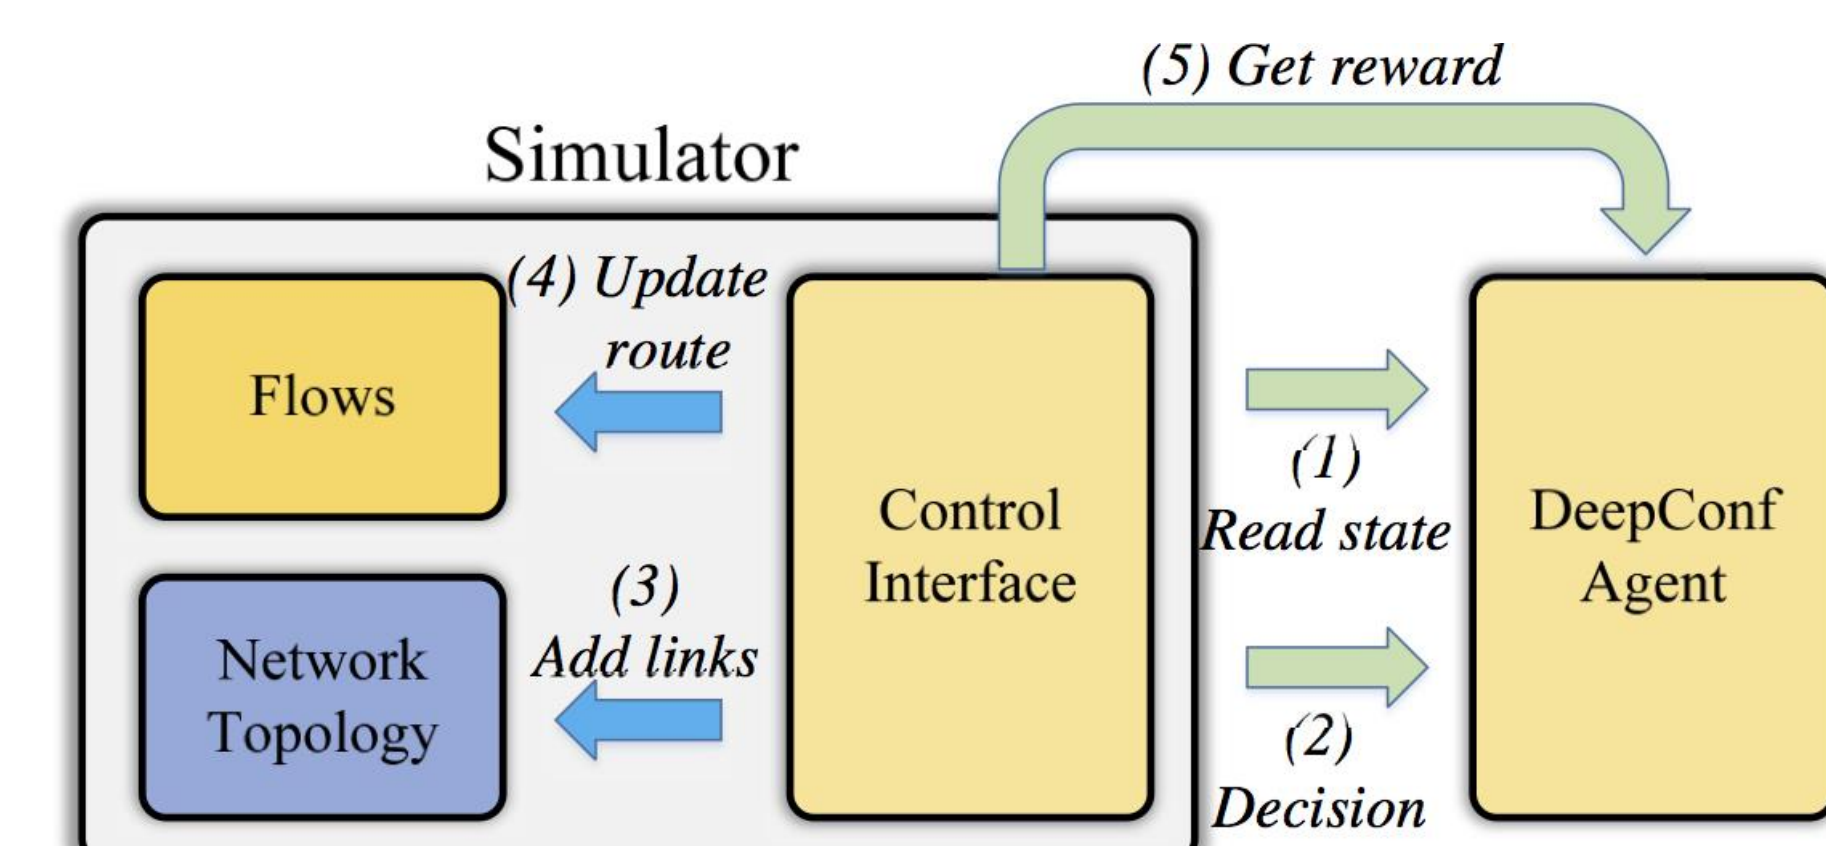 (5) Get reward
Simulator
(4) Update
route
Flows
(1)
Read state
Control
Interface
DeepConf
Agent
(3)
Add links
Network
Topology
(2)
Decision